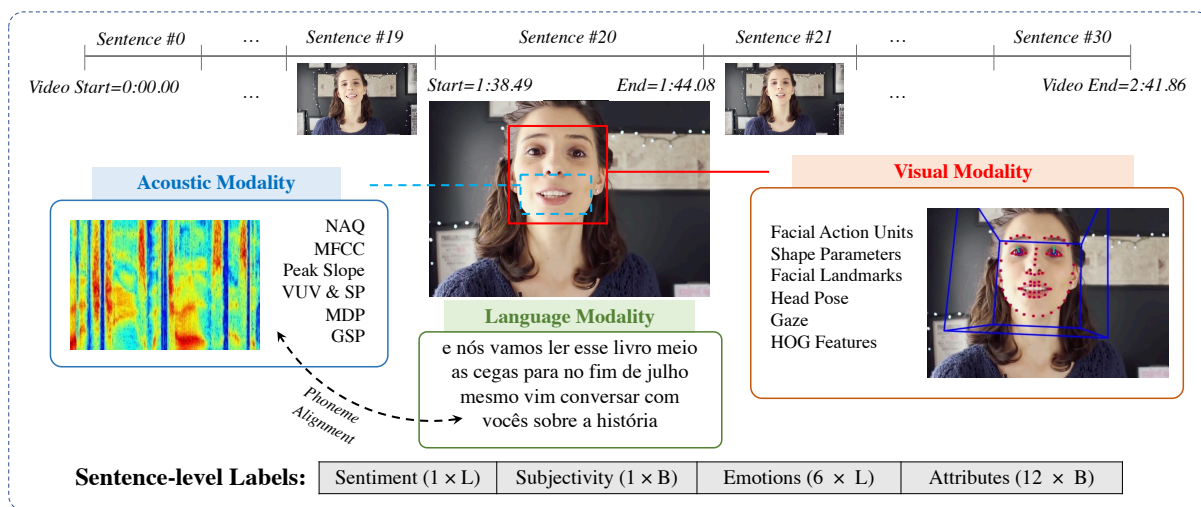 Sentence #0 … Sentence #19 Sentence #20 Sentence #21 … Sentence #30
Video Start=0:00.00 … Start=1:38.49 End=1:44.08 … Video End=2:41.86
Acoustic Modality
NAQ
MFCC
Peak Slope
VUV & SP
MDP
GSP
Phoneme
Alignment
Language Modality
e nós vamos ler esse livro meio
as cegas para no fim de julho
mesmo vim conversar com
vocês sobre a história
Visual Modality
Facial Action Units
Shape Parameters
Facial Landmarks
Head Pose
Gaze
HOG Features
Sentence-level Labels: Sentiment (1 × L) Subjectivity (1 × B) Emotions (6 × L) Attributes (12 × B)